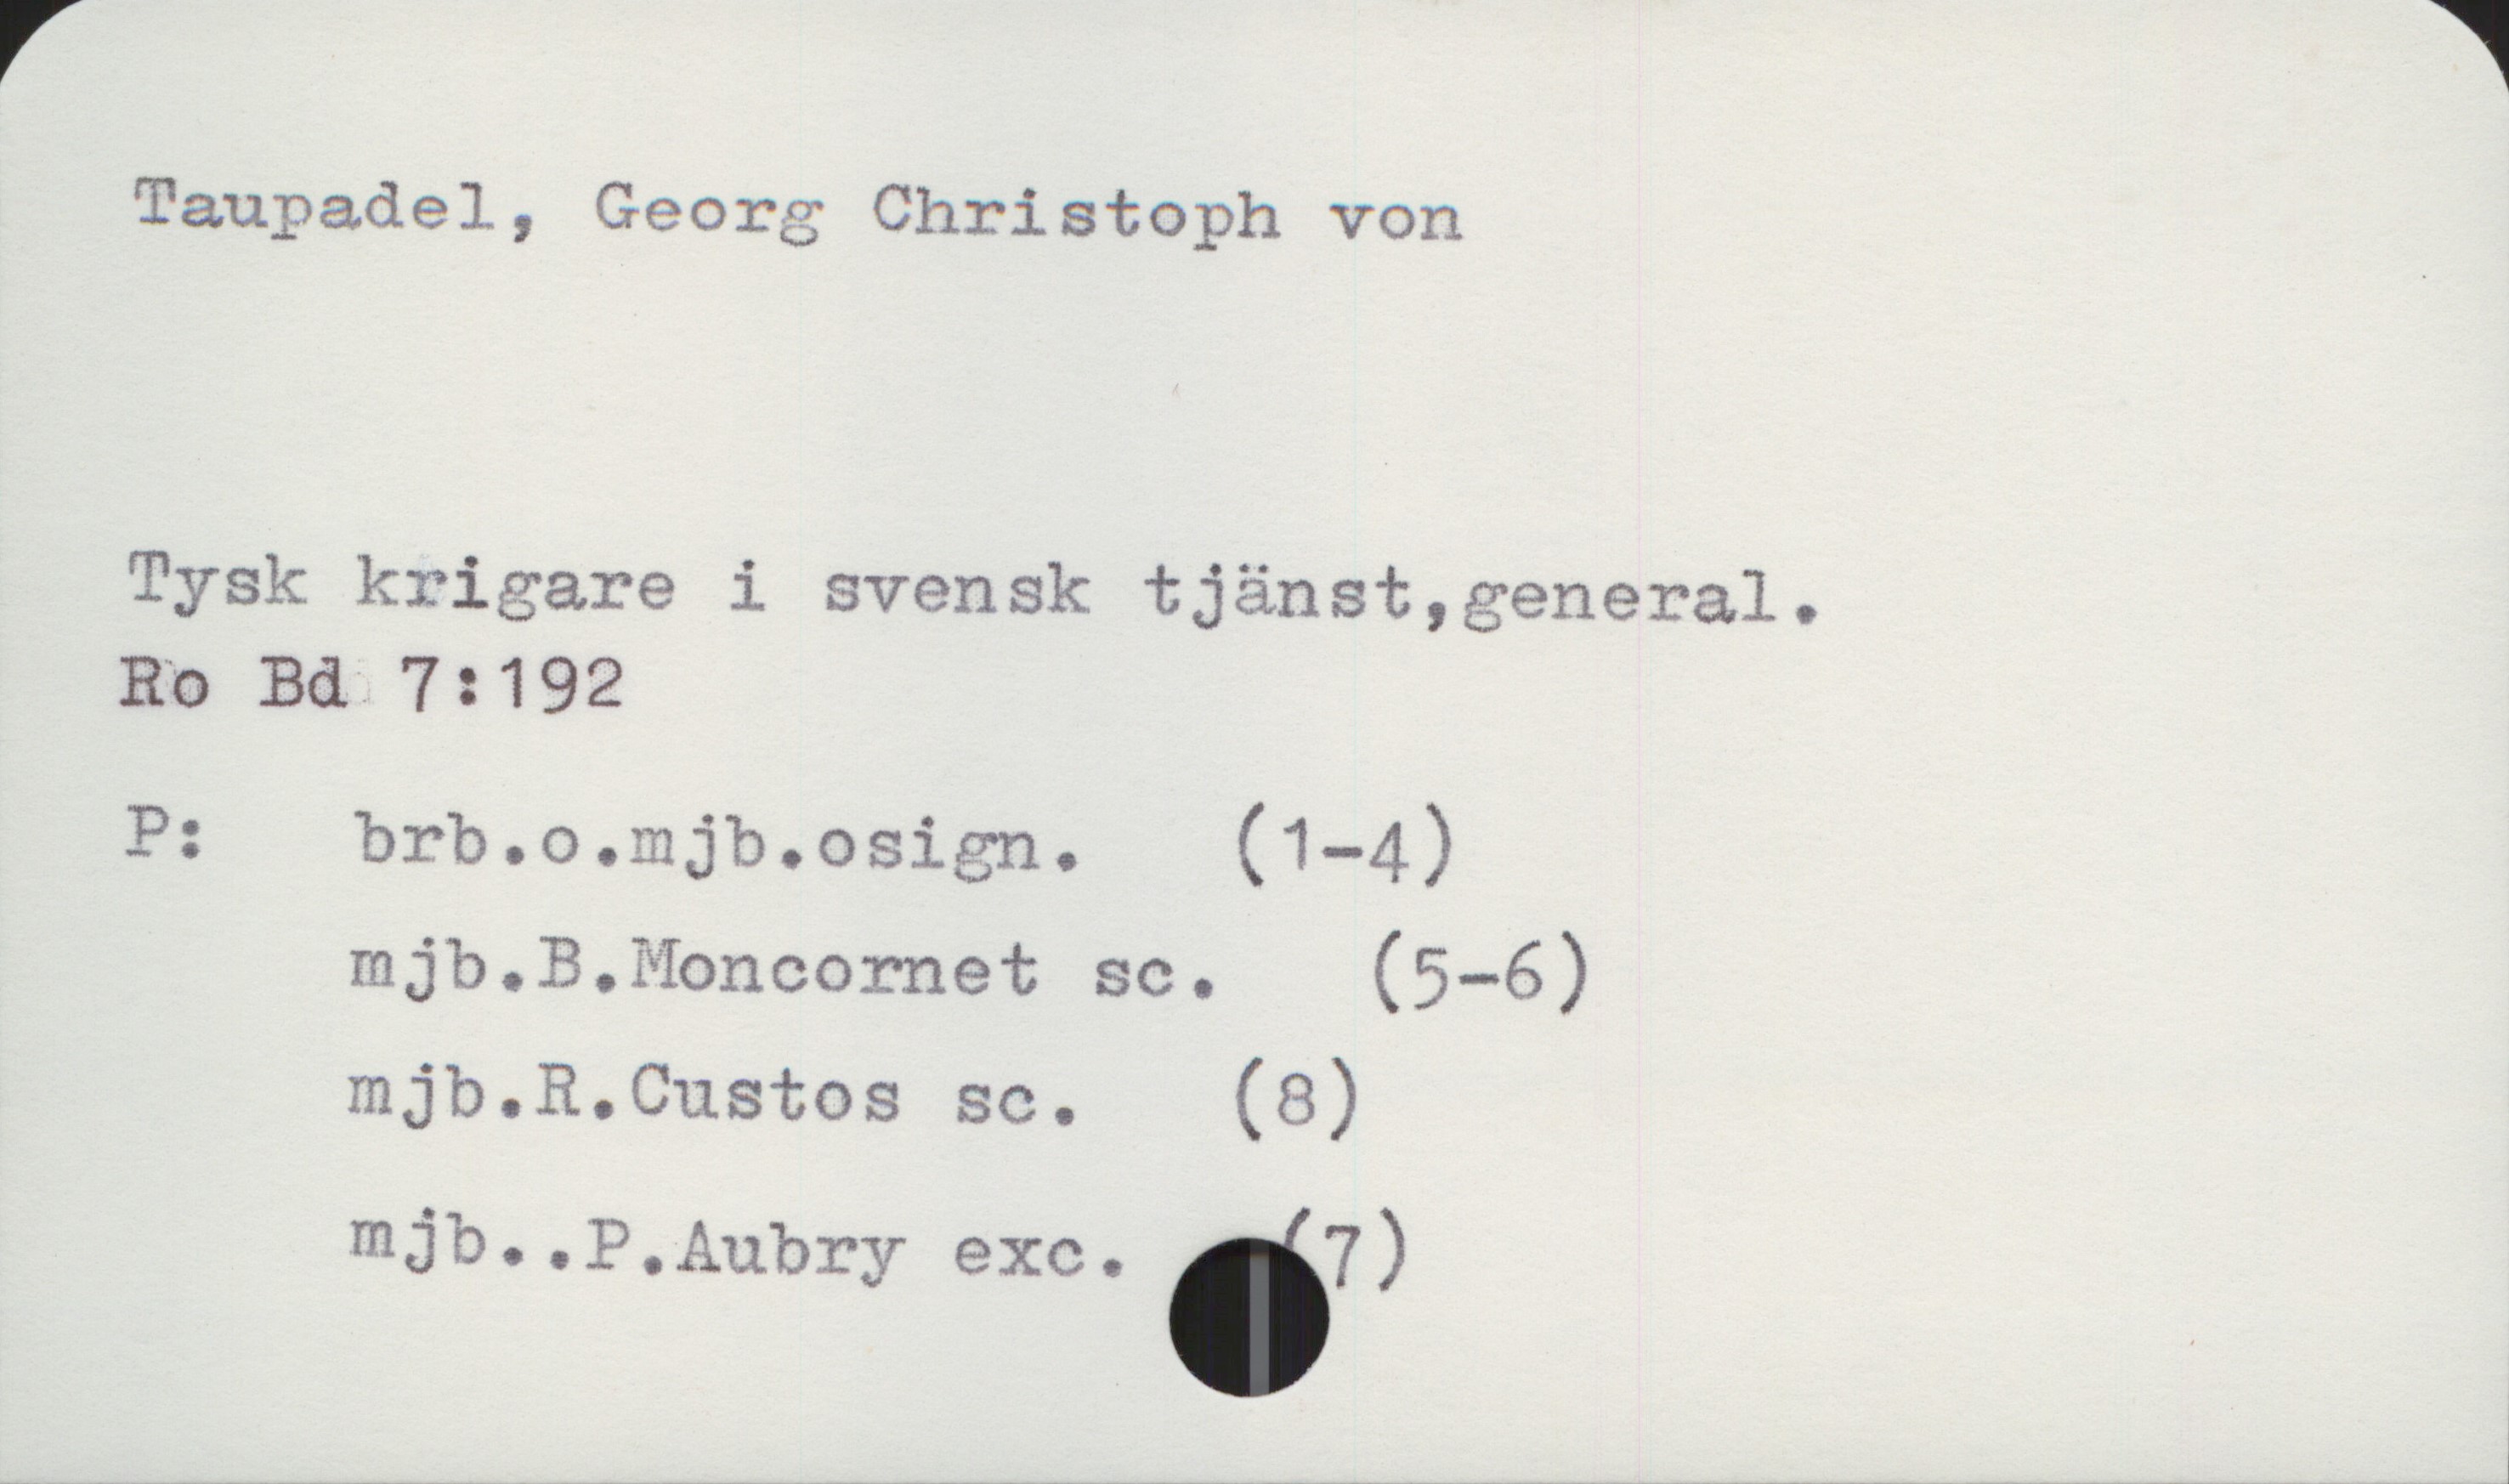 Taupadel, Georg Christoph von
Tysk krigare i svensk tjänst,general.
Ro Bd 7:192
P: brb.o.mjb.osign. (1-4)
mjb.B.Moncornet sc. (5-6)
mjb.R.Custos sc. (8)
mjb..P.Aubry exc. (7)